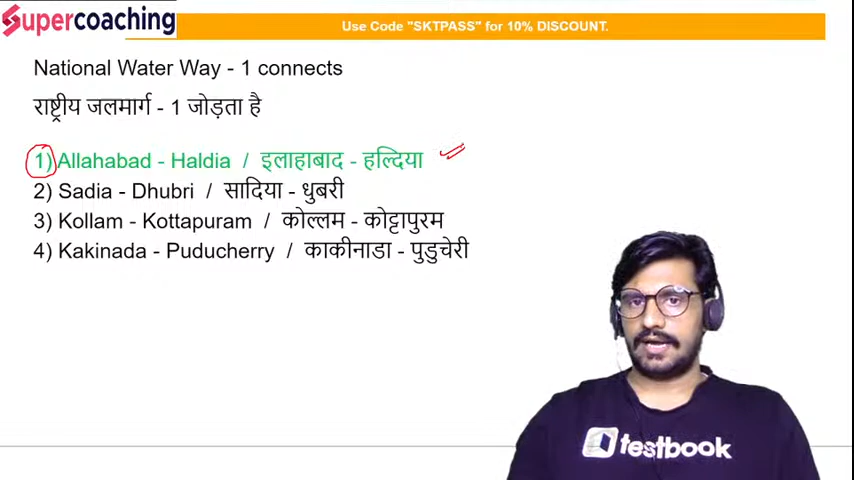 Supercoaching
Use Code "SKTPASS" for 10% DISCOUNT.
National Water Way - 1 connects
राष्ट्रीय जलमार्ग - 1 जोड़ता है
1) Allahabad - Haldia / इलाहाबाद - हल्दिया
2) Sadia - Dhubri / सादिया - धुबरी
3) Kollam - Kottapuram / कोल्लम - कोट्टापुरम
4) Kakinada - Puducherry / काकीनाडा - पुडुचेरी
testbook